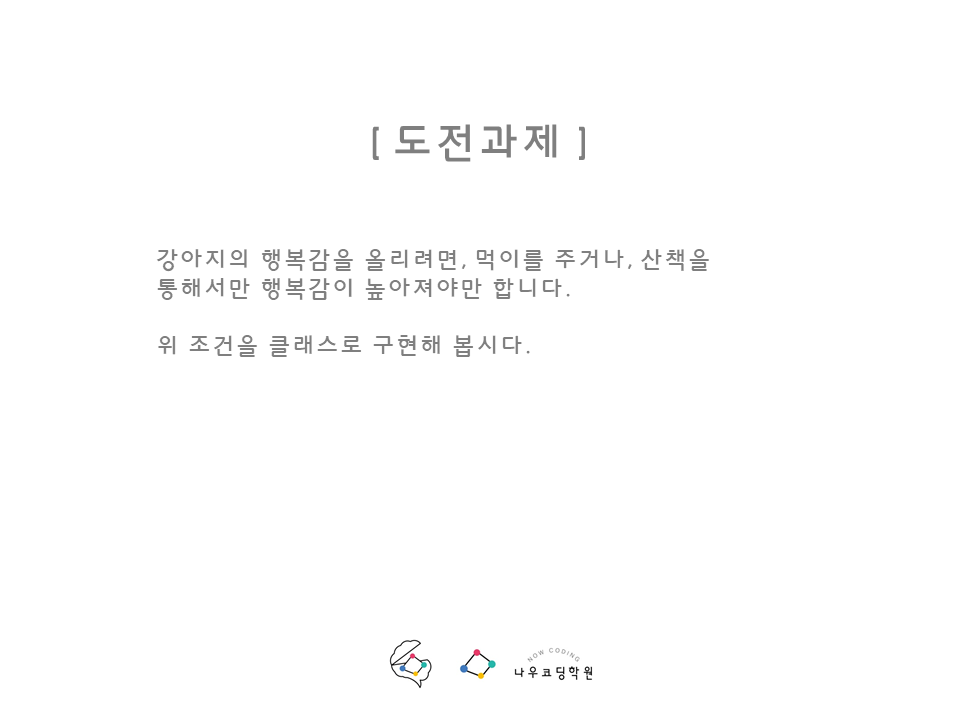 [ 도전과제 ]
강아지의 행복감을 올리려면, 먹이를 주거나, 산책을
통해서만 행복감이 높아져야만 합니다.
위 조건을 클래스로 구현해 봅시다.
NOW CODING
나우코딩학원